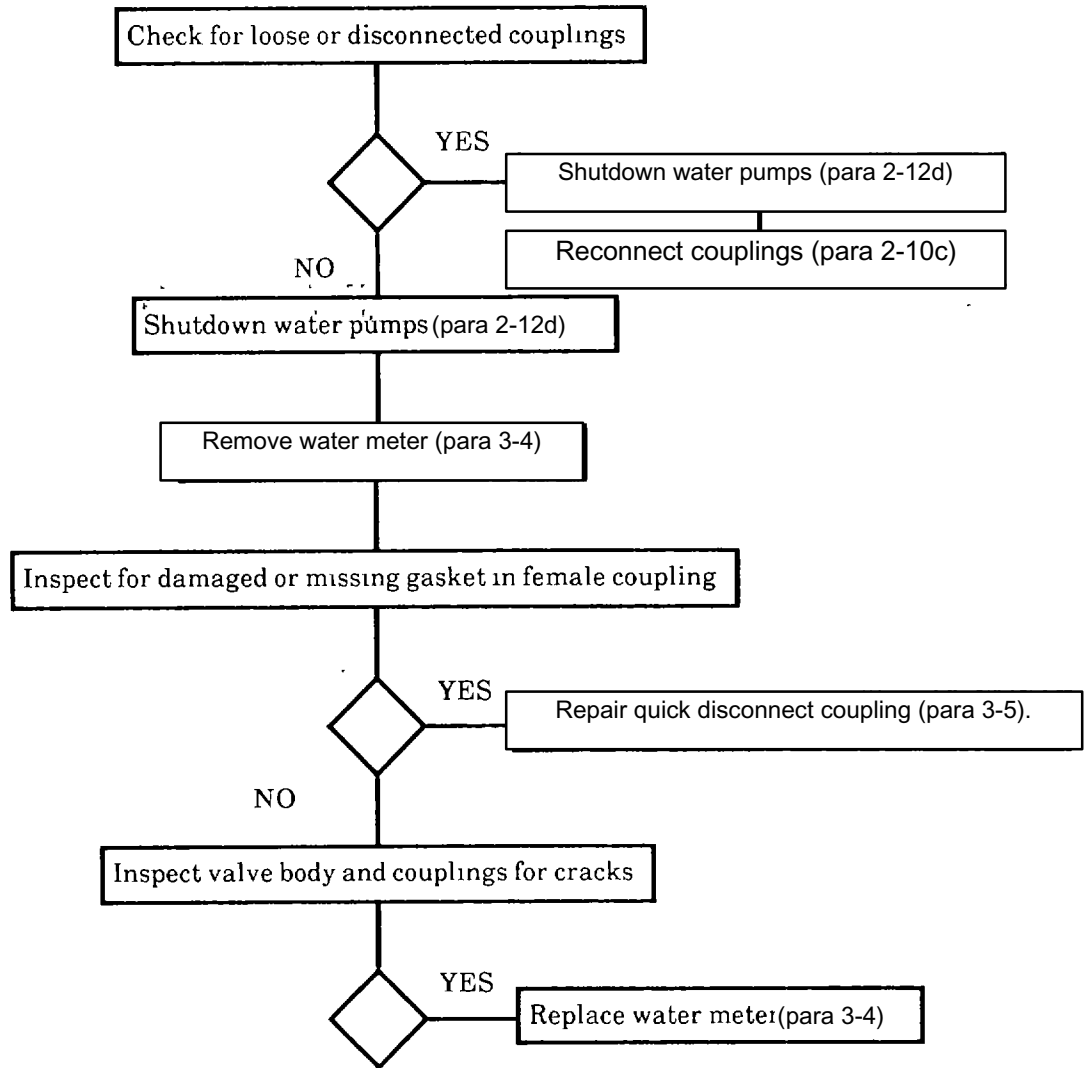 Check for loose or disconnected couplings
YES
Shutdown water pumps (para 2-12d)
Reconnect couplings (para 2-10c)
NO
Shutdown water pumps (para 2-12d)
Remove water meter (para 3-4)
Inspect for damaged or missing gasket in female coupling
YES
Repair quick disconnect coupling (para 3-5).
NO
Inspect valve body and couplings for cracks
YES
Replace water meter (para 3-4)